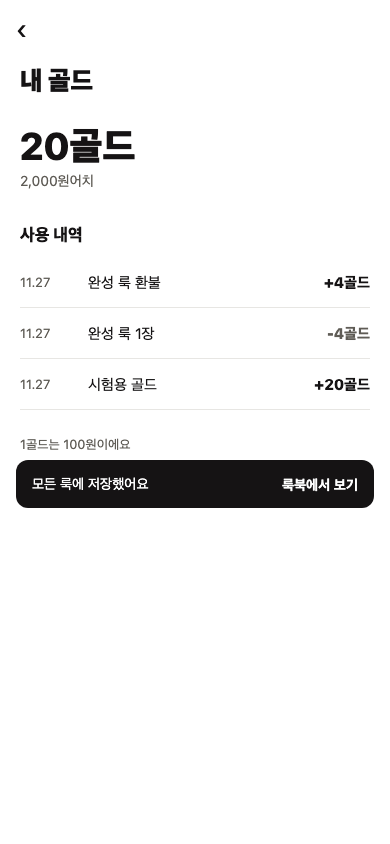 내 골드
20골드
2,000원어치
사용 내역
11.27 완성 룩 환불 +4골드
11.27 완성 룩 1장 -4골드
11.27 시험용 골드 +20골드
1골드는 100원이에요
모든 룩에 저장했어요 룩북에서 보기